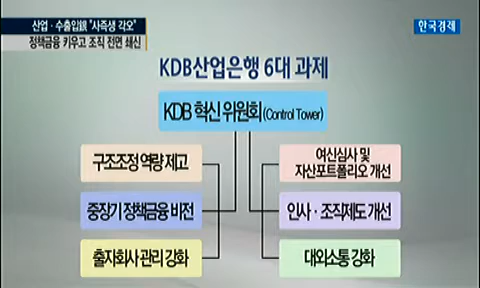 산업·수출입銀 "사즉생 각오"
정책금융 키우고 조직 전면 쇄신
한국경제
KDB산업은행 6대 과제
KDB 혁신 위원회(Control Tower)
구조조정 역량 제고
중장기 정책금융 비전
출자회사 관리 강화
여신심사 및
자산포트폴리오 개선
인사·조직제도 개선
대외소통 강화